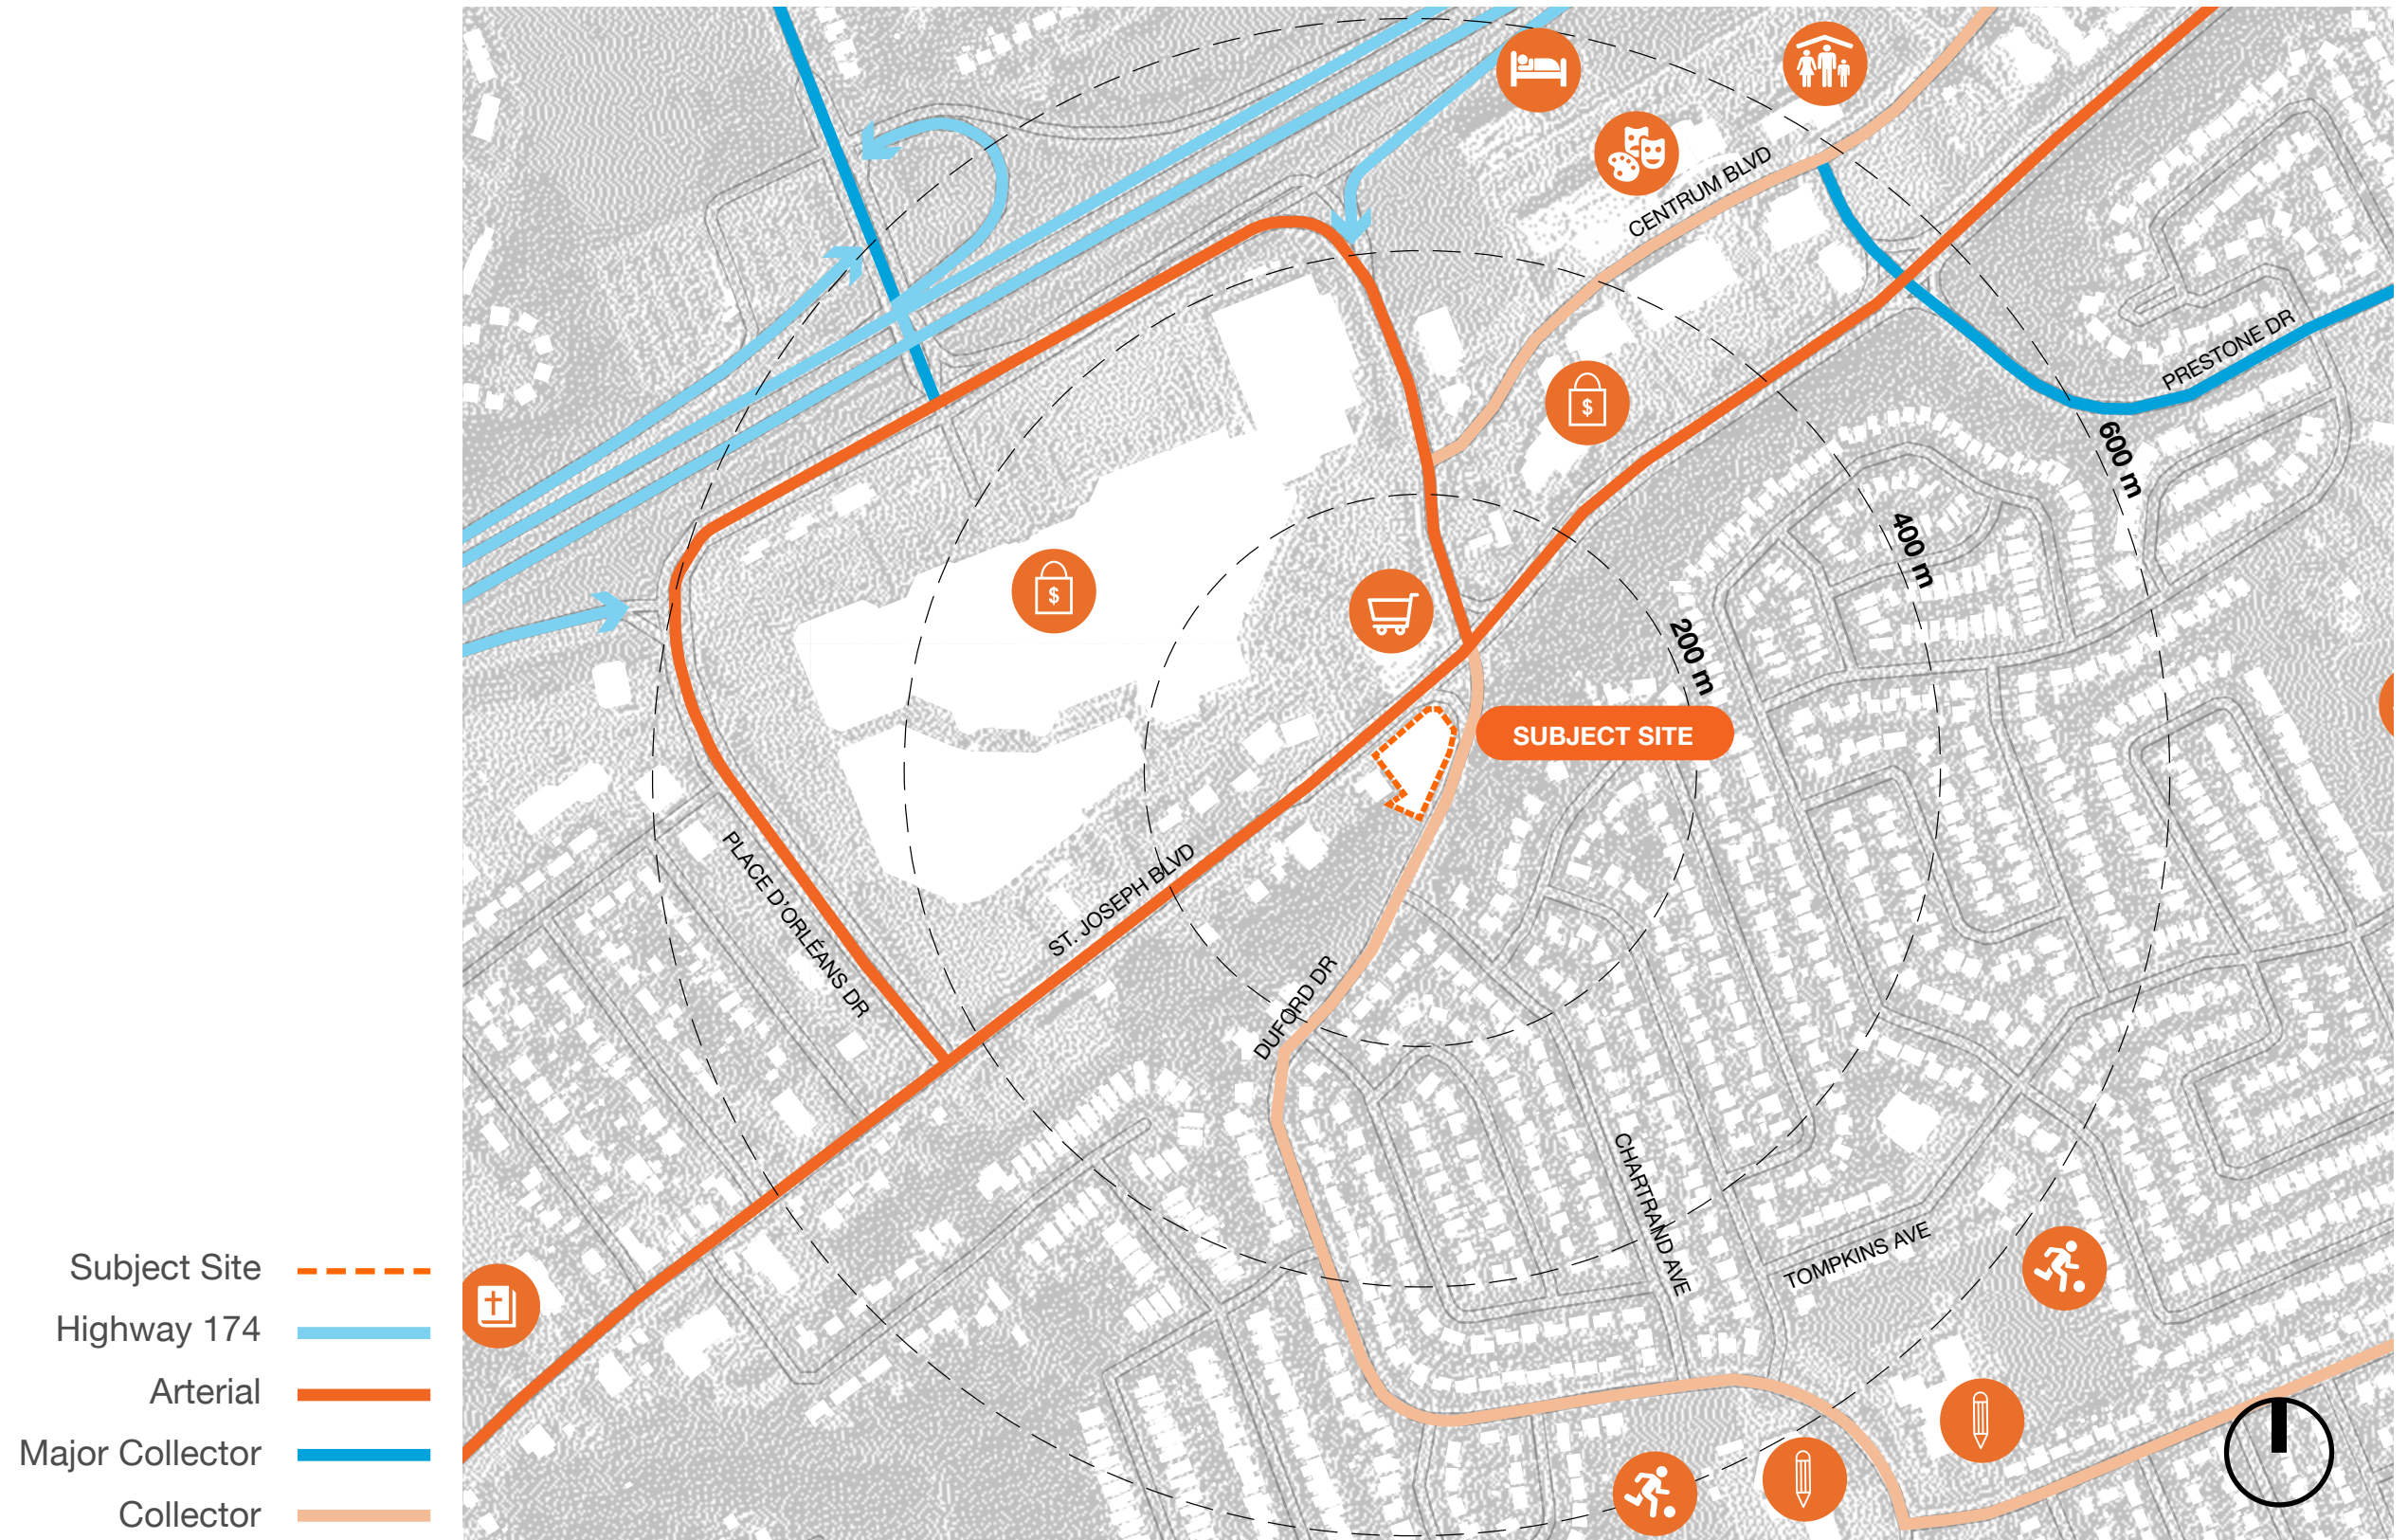 CENTRUM BLVD
PRESTONE DR
$
600 m
400 m
$
200 m
SUBJECT SITE
PLACE D'ORLÉANS DR
ST. JOSEPH BLVD
DUFORD DR
CHARTRAND AVE
TOMPKINS AVE
Subject Site
Highway 174
Arterial
Major Collector
Collector